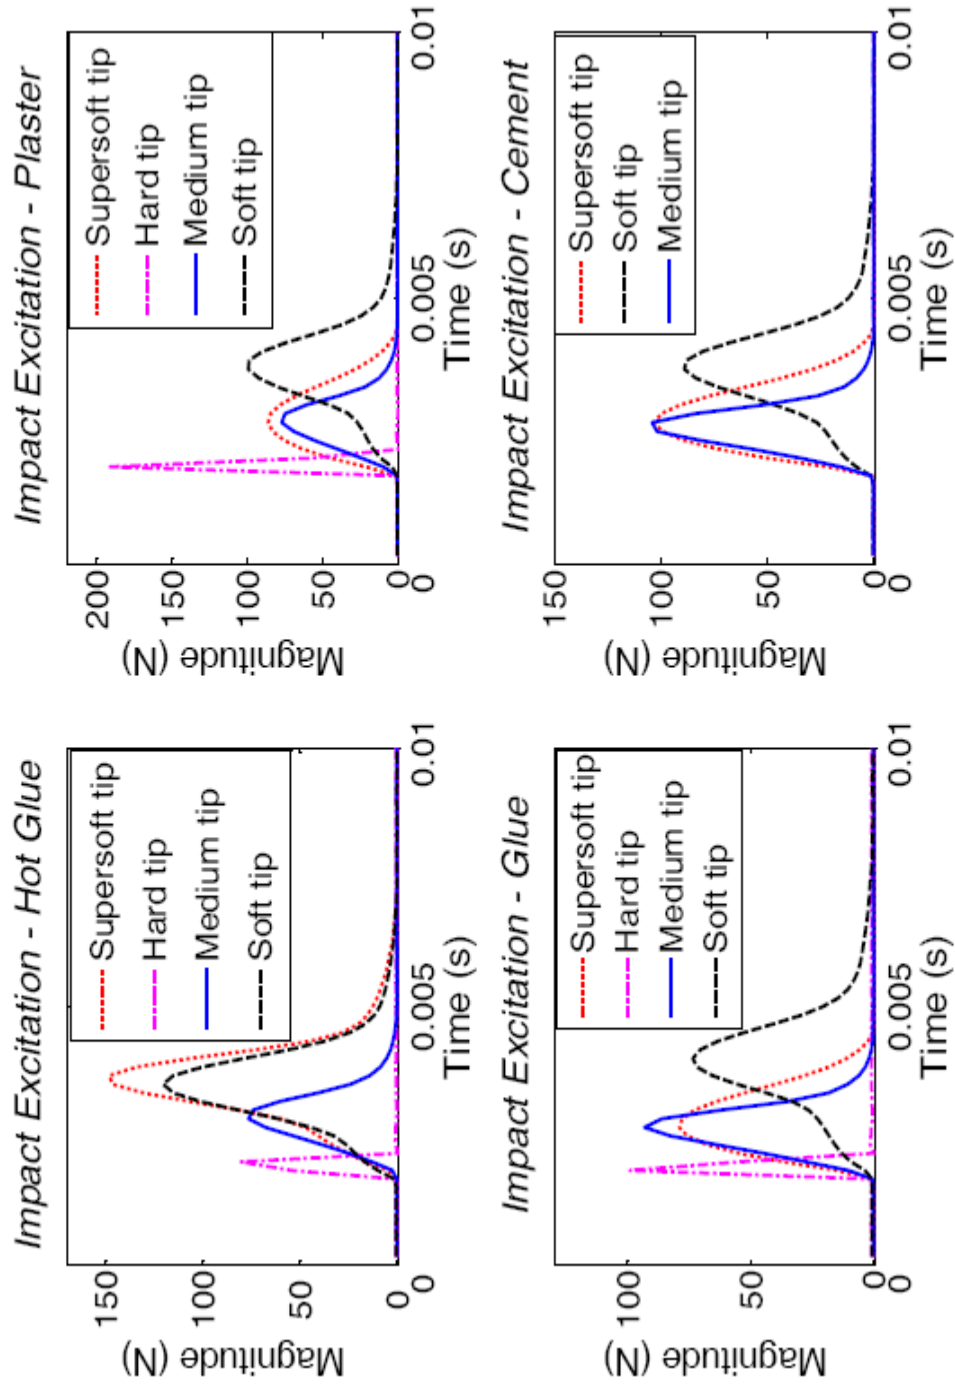 Impact Excitation - Hot Glue
Magnitude (N)
150
100
50
0
0
0.005
0.01
Time (s)
Supersoft tip
Hard tip
Medium tip
Soft tip
Impact Excitation - Plaster
Magnitude (N)
200
150
100
50
0
0
0.005
0.01
Time (s)
Supersoft tip
Hard tip
Medium tip
Soft tip
Impact Excitation - Glue
Magnitude (N)
100
50
0
0
0.005
0.01
Time (s)
Supersoft tip
Hard tip
Medium tip
Soft tip
Impact Excitation - Cement
Magnitude (N)
150
100
50
0
0
0.005
0.01
Time (s)
Supersoft tip
Soft tip
Medium tip